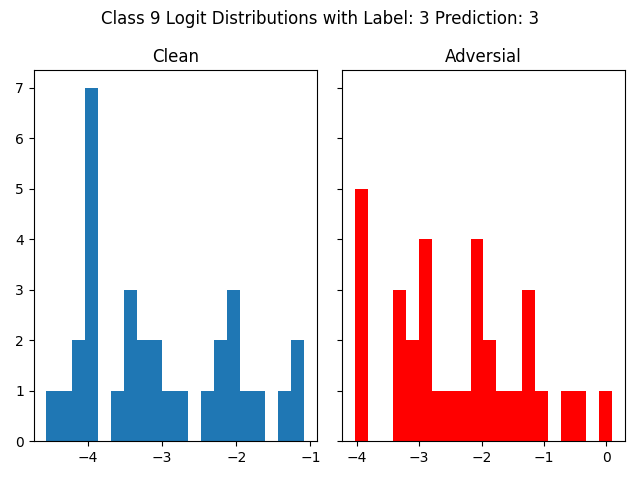 Class 9 Logit Distributions with Label: 3 Prediction: 3
Clean
Adversial
7
6
5
4
3
2
1
0
−4 −3 −2 −1
−4 −3 −2 −1 0